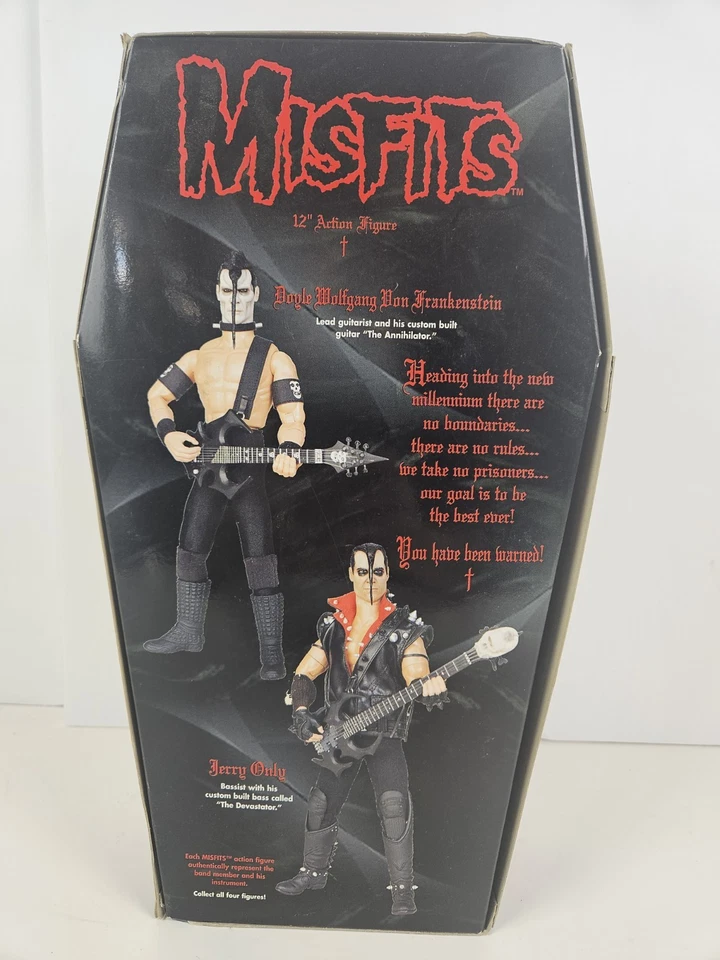 MISFITS™
12" Action Figure
Doyle Wolfgang Von Frankenstein
Lead guitarist and his custom built
guitar "The Annihilator."
Heading into the new
millennium there are
no boundaries...
there are no rules...
we take no prisoners...
our goal is to be
the best ever!
You have been warned!
Jerry Only
Bassist with his
custom built bass called
"The Devastator."
Each MISFITS™ action figure
authentically represent the
band member and his
instrument.
Collect all four figures!